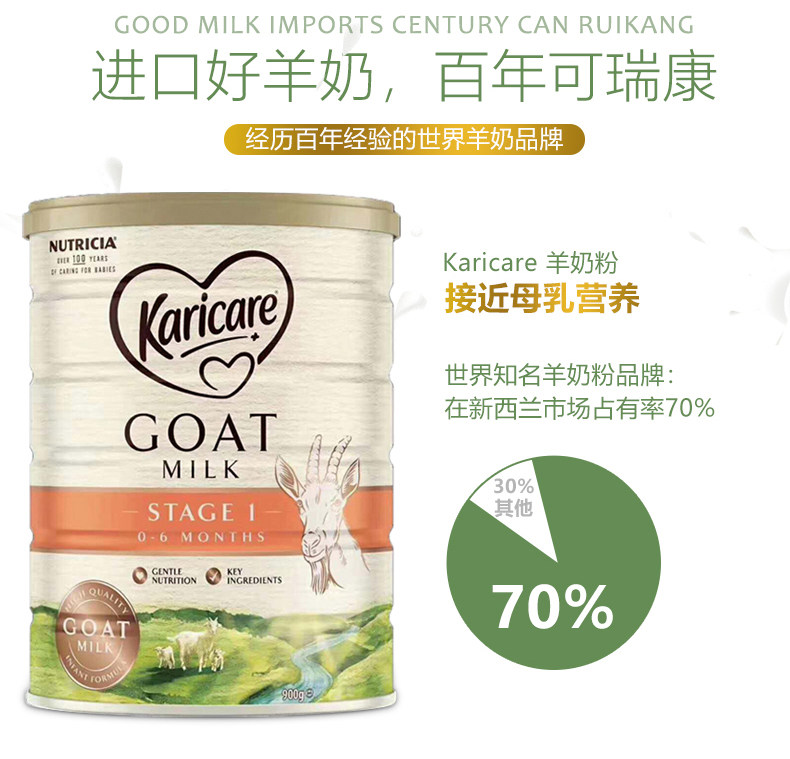 GOOD MILK IMPORTS CENTURY CAN RUIKANG
进口好羊奶，百年可瑞康
经历百年经验的世界羊奶品牌
NUTRICIA
OVER 100 YEARS
OF CARING FOR BABIES
Karicare
GOAT
MILK
STAGE 1
0-6 MONTHS
GENTLE
NUTRITION
KEY
INGREDIENTS
HIGH QUALITY
GOAT
MILK
INFANT FORMULA
900g ℮
Karicare 羊奶粉
接近母乳营养
世界知名羊奶粉品牌：
在新西兰市场占有率70%
30%
其他
70%